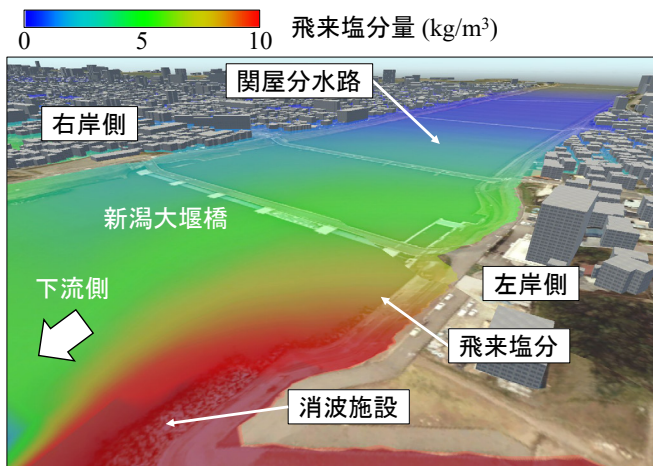 飛来塩分量 (kg/m³)
0 5 10
関屋分水路
右岸側
新潟大堰橋
左岸側
下流側
飛来塩分
消波施設